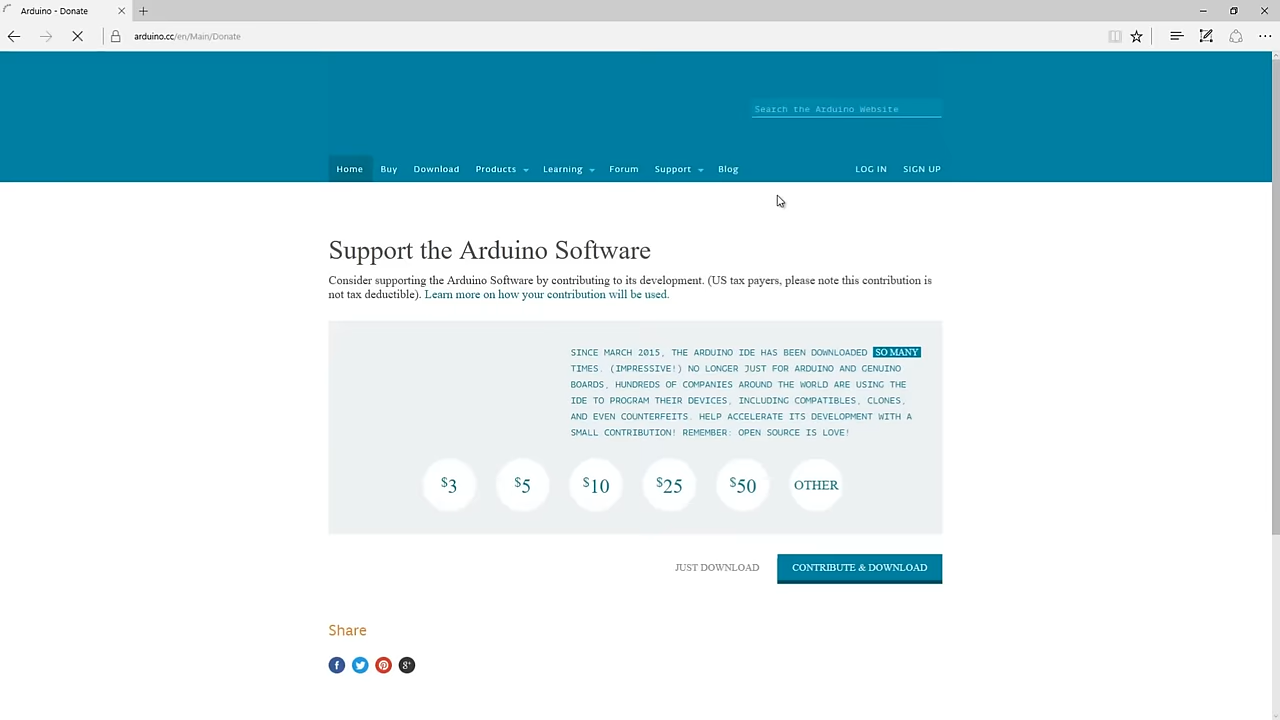 Arduino - Donate
arduino.cc/en/Main/Donate
Search the Arduino Website
Home Buy Download Products Learning Forum Support Blog LOG IN SIGN UP
Support the Arduino Software
Consider supporting the Arduino Software by contributing to its development. (US tax payers, please note this contribution is
not tax deductible). Learn more on how your contribution will be used.
SINCE MARCH 2015, THE ARDUINO IDE HAS BEEN DOWNLOADED SO MANY
TIMES. (IMPRESSIVE!) NO LONGER JUST FOR ARDUINO AND GENUINO
BOARDS, HUNDREDS OF COMPANIES AROUND THE WORLD ARE USING THE
IDE TO PROGRAM THEIR DEVICES, INCLUDING COMPATIBLES, CLONES,
AND EVEN COUNTERFEITS. HELP ACCELERATE ITS DEVELOPMENT WITH A
SMALL CONTRIBUTION! REMEMBER: OPEN SOURCE IS LOVE!
$3 $5 $10 $25 $50 OTHER
JUST DOWNLOAD CONTRIBUTE & DOWNLOAD
Share